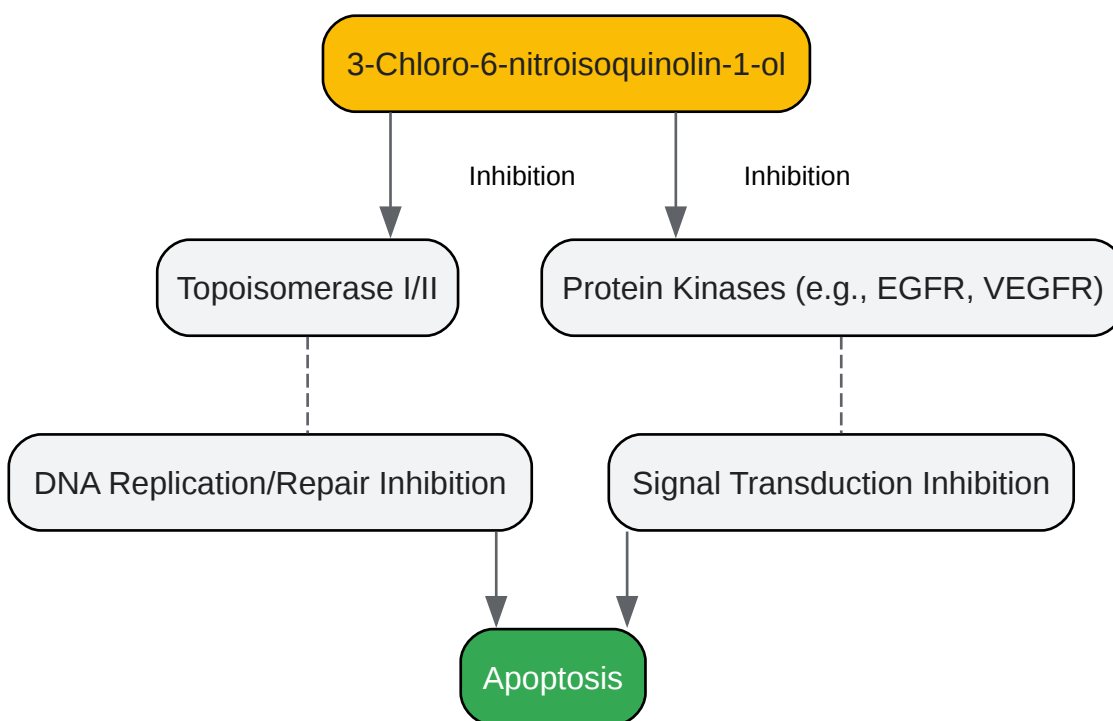 3-Chloro-6-nitroisoquinolin-1-ol
Inhibition
Inhibition
Topoisomerase I/II
Protein Kinases (e.g., EGFR, VEGFR)
DNA Replication/Repair Inhibition
Signal Transduction Inhibition
Apoptosis